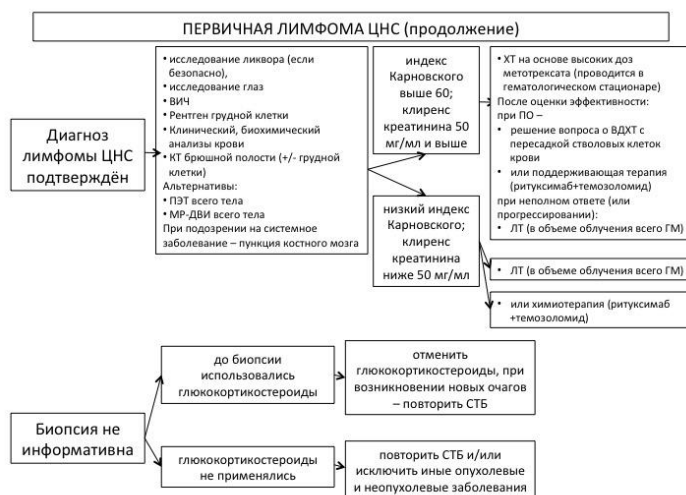 ПЕРВИЧНАЯ ЛИМФОМА ЦНС (продолжение)
Диагноз
лимфомы ЦНС
подтверждён
• исследование ликвора (если
безопасно),
• исследование глаз
• ВИЧ
• Рентген грудной клетки
• Клинический, биохимический
анализы крови
• КТ брюшной полости (+/- грудной
клетки)
Альтернативы:
• ПЭТ всего тела
• МР-ДВИ всего тела
При подозрении на системное
заболевание – пункция костного мозга
индекс
Карновского
выше 60;
клиренс
креатинина 50
мг/мл и выше
• ХТ на основе высоких доз
метотрексата (проводится в
гематологическом стационаре)
После оценки эффективности:
при ПО –
• решение вопроса о ВДХТ с
пересадкой стволовых клеток
крови
• или поддерживающая терапия
(ритуксимаб+темозоломид)
при неполном ответе (или
прогрессировании):
• ЛТ (в объеме облучения всего ГМ)
низкий индекс
Карновского;
клиренс
креатинина
ниже 50 мг/мл
• ЛТ (в объеме облучения всего ГМ)
• или химиотерапия (ритуксимаб
+темозоломид)
Биопсия не
информативна
до биопсии
использовались
глюкокортикостероиды
отменить
глюкокортикостероиды, при
возникновении новых очагов
– повторить СТБ
глюкокортикостероиды
не применялись
повторить СТБ и/или
исключить иные опухолевые
и неопухолевые заболевания